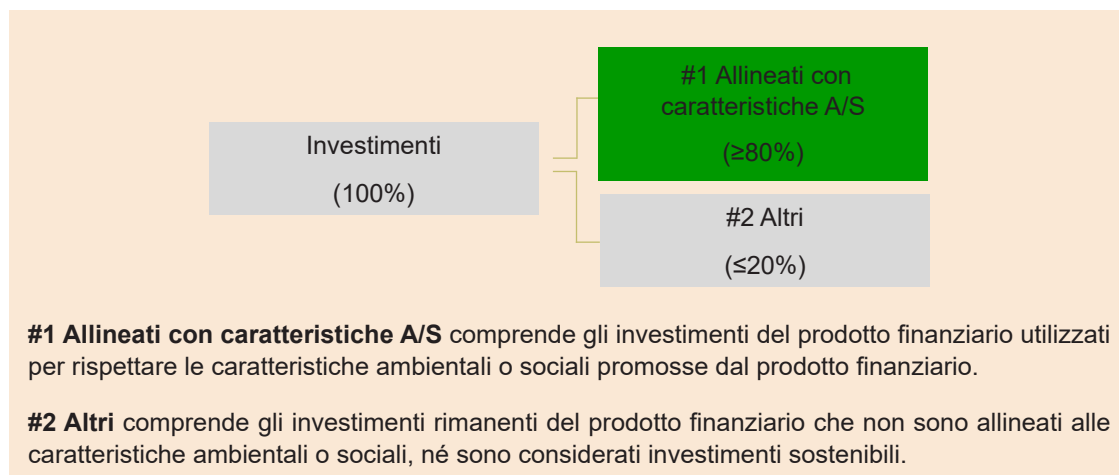 #1 Allineati con
caratteristiche A/S
(≥80%)
Investimenti
(100%)
#2 Altri
(≤20%)
#1 Allineati con caratteristiche A/S comprende gli investimenti del prodotto finanziario utilizzati
per rispettare le caratteristiche ambientali o sociali promosse dal prodotto finanziario.
#2 Altri comprende gli investimenti rimanenti del prodotto finanziario che non sono allineati alle
caratteristiche ambientali o sociali, né sono considerati investimenti sostenibili.